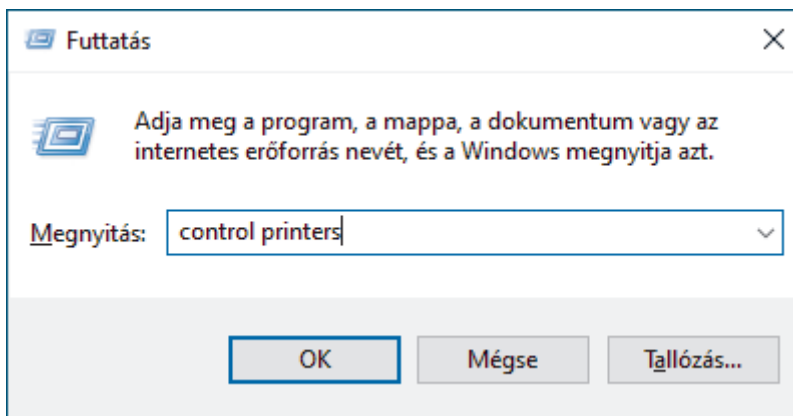 Futtatás
Adja meg a program, a mappa, a dokumentum vagy az
internetes erőforrás nevét, és a Windows megnyitja azt.
Megnyitás: control printers
OK Mégse Tallózás...